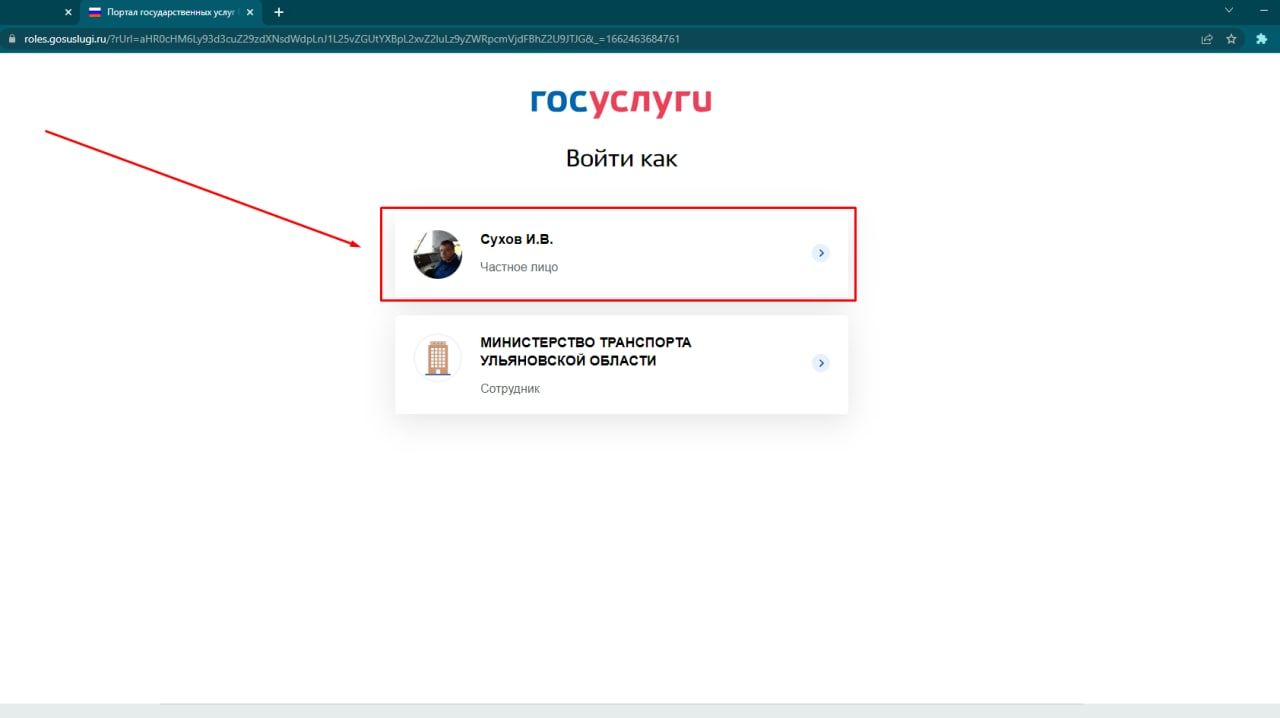 Портал государственных услуг
roles.gosuslugi.ru/?rUrl=aHR0cHM6Ly93d3cuZ29zdXNsdWdpLnJ1L25vZGUtYXBpL2xvZ2luLz9yZWRpcmVjdFBhZ2U9JTJG&_=1662463684761
госуслуги
Войти как
Сухов И.В.
Частное лицо
МИНИСТЕРСТВО ТРАНСПОРТА
УЛЬЯНОВСКОЙ ОБЛАСТИ
Сотрудник